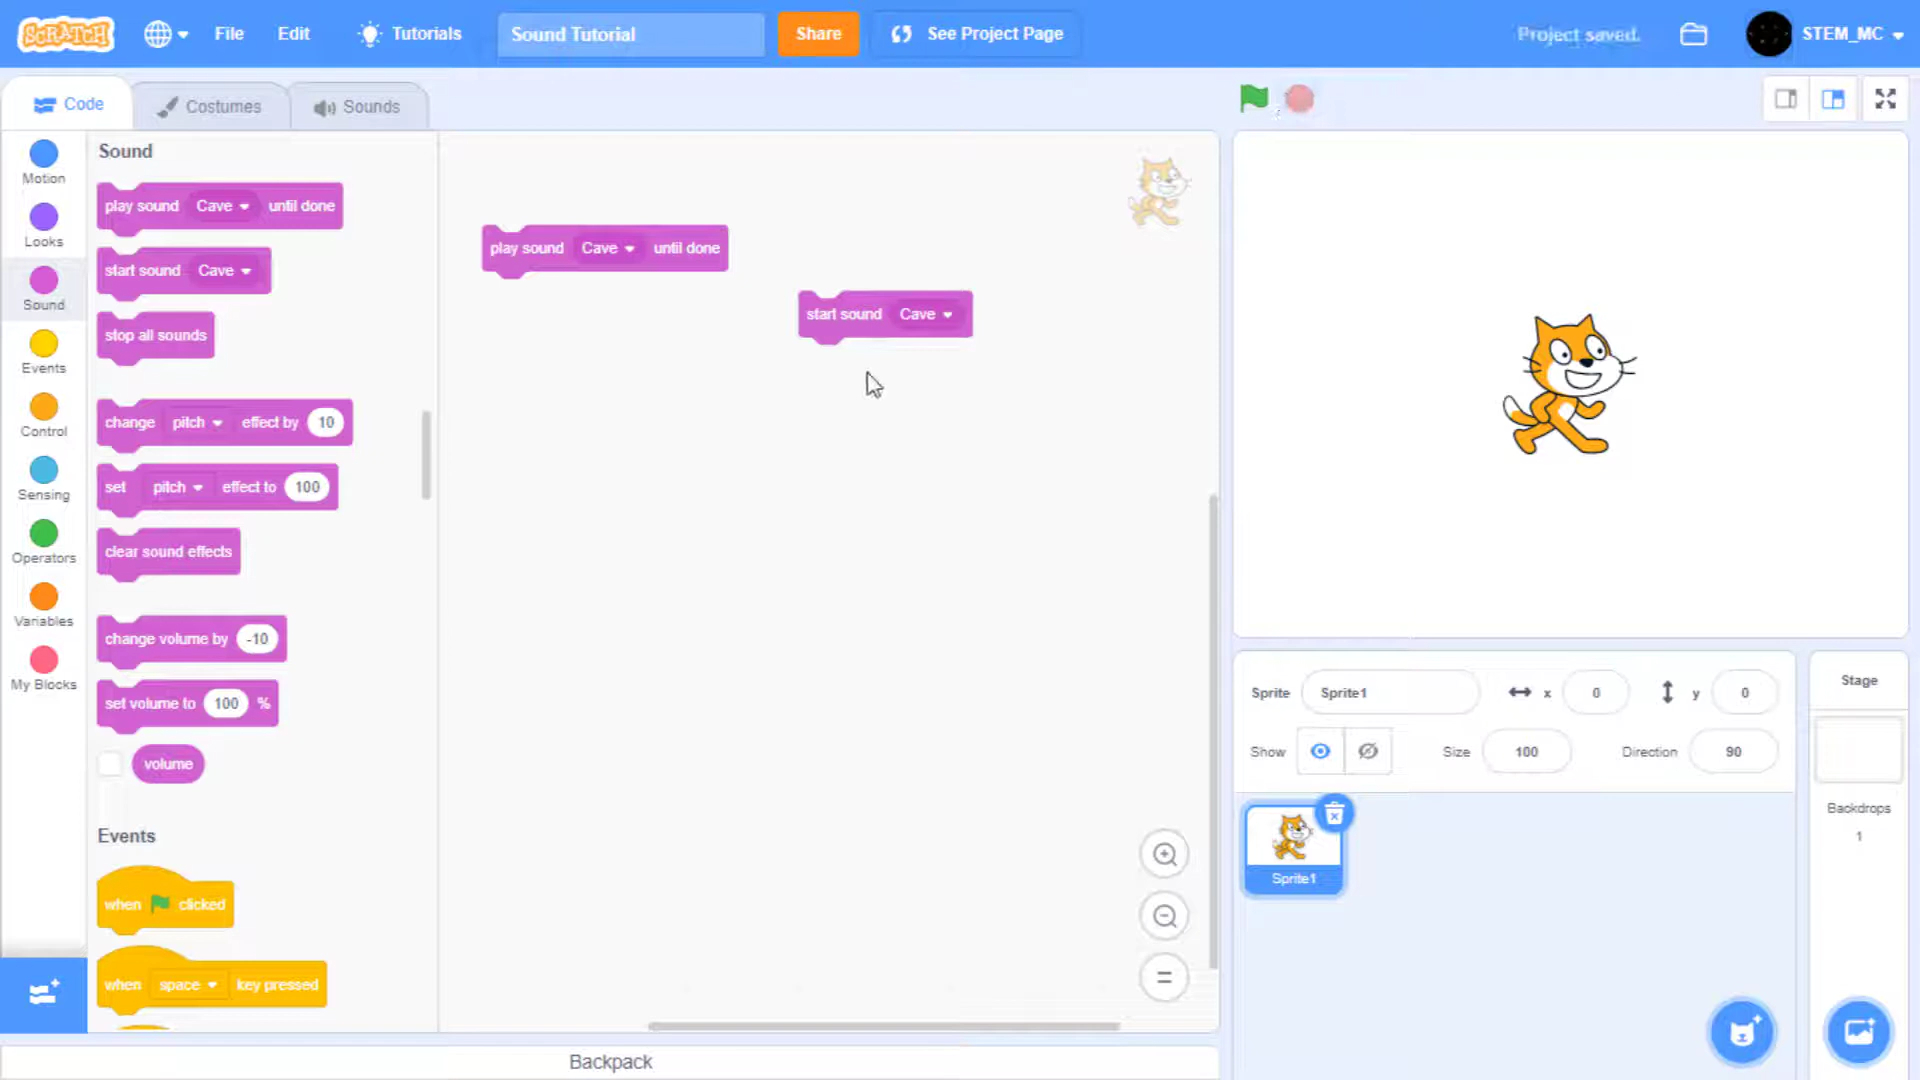 SCRATCH File Edit Tutorials Sound Tutorial Share See Project Page Project saved. STEM_MC
Code Costumes Sounds
Motion
Looks
Sound
Events
Control
Sensing
Operators
Variables
My Blocks
Sound
play sound Cave until done
start sound Cave
stop all sounds
change pitch effect by 10
set pitch effect to 100
clear sound effects
change volume by -10
set volume to 100 %
volume
Events
when clicked
when space key pressed
play sound Cave until done
start sound Cave
Backpack
Sprite Sprite1 x 0 y 0
Show Size 100 Direction 90
Sprite1
Stage
Backdrops
1